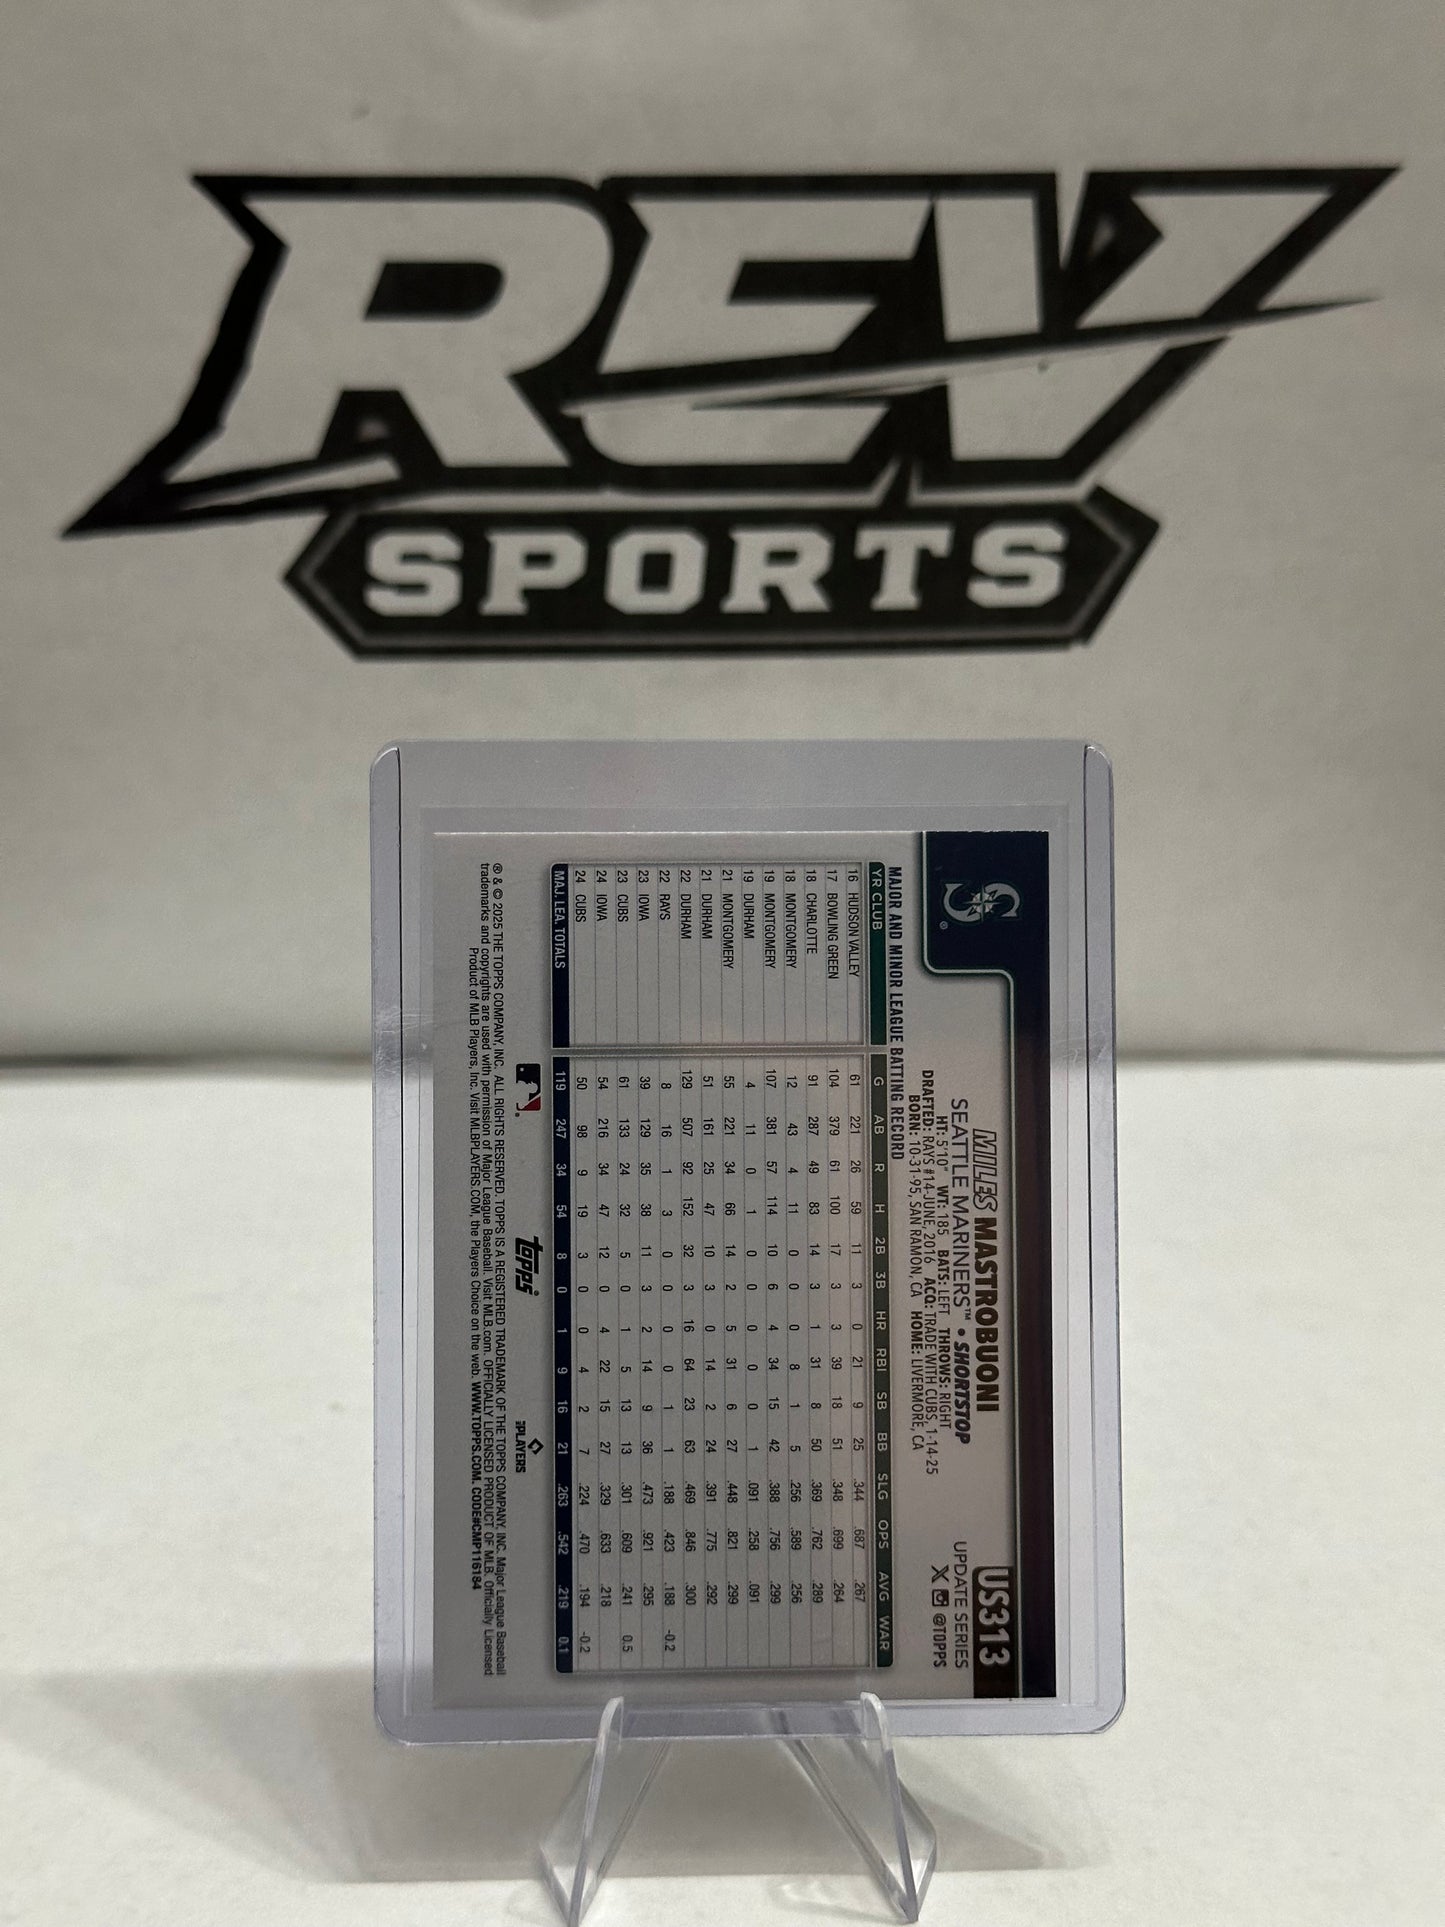 REV
SPORTS
US313
UPDATE SERIES
X @TOPPS
MILES MASTROBUONI
SEATTLE MARINERS™ • SHORTSTOP
HT: 5'10" WT: 185 BATS: LEFT THROWS: RIGHT
DRAFTED: RAYS #14-JUNE, 2016 ACQ: TRADE WITH CUBS, 1-14-25
BORN: 10-31-95, SAN RAMON, CA HOME: LIVERMORE, CA
S ®
MAJOR AND MINOR LEAGUE BATTING RECORD
YR CLUB G AB R H 2B 3B HR RBI SB BB SLG OPS AVG WAR
16 HUDSON VALLEY 61 221 26 59 11 3 0 21 9 25 .344 .687 .267
17 BOWLING GREEN 104 379 61 100 17 3 3 39 18 51 .348 .699 .264
18 CHARLOTTE 91 287 49 83 14 3 1 31 8 50 .369 .762 .289
18 MONTGOMERY 12 43 4 11 0 0 0 8 1 5 .256 .589 .256
19 MONTGOMERY 107 381 57 114 10 6 4 34 15 42 .388 .756 .299
19 DURHAM 4 11 0 1 0 0 0 0 0 1 .091 .258 .091
21 MONTGOMERY 55 221 34 66 14 2 5 31 6 27 .448 .821 .299
21 DURHAM 51 161 25 47 10 3 0 14 2 24 .391 .775 .292
22 DURHAM 129 507 92 152 32 3 16 64 23 63 .469 .846 .300
22 RAYS 8 16 1 3 0 0 0 0 1 1 .188 .423 .188 -0.2
23 IOWA 39 129 35 38 11 3 2 14 9 36 .473 .921 .295
23 CUBS 61 133 24 32 5 0 1 5 13 13 .301 .609 .241 0.5
24 IOWA 54 216 34 47 12 0 4 22 15 27 .329 .633 .218
24 CUBS 50 98 9 19 3 0 0 4 2 7 .224 .470 .194 -0.2
MAJ. LEA. TOTALS 119 247 34 54 8 0 1 9 16 21 .263 .542 .219 0.1
topps
PLAYERS
® & © 2025 THE TOPPS COMPANY, INC. ALL RIGHTS RESERVED. TOPPS IS A REGISTERED TRADEMARK OF THE TOPPS COMPANY, INC. Major League Baseball
trademarks and copyrights are used with permission of Major League Baseball. Visit MLB.com. OFFICIALLY LICENSED PRODUCT OF MLB. Officially Licensed
Product of MLB Players, Inc. Visit MLBPLAYERS.COM, the Players Choice on the web. WWW.TOPPS.COM. CODE#CMP116184